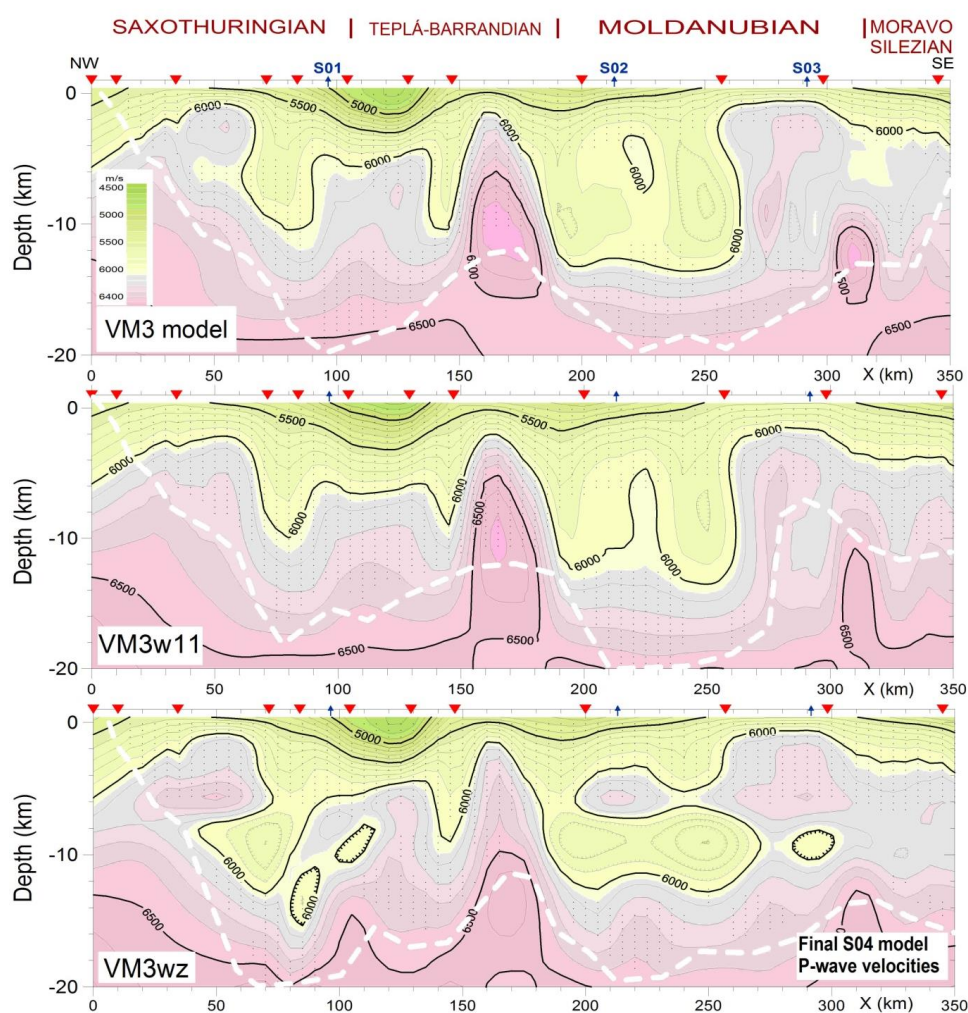 SAXOTHURINGIAN TEPLÁ-BARRANDIAN MOLDANUBIAN MORAVO
SILEZIAN
NW S01 S02 S03 SE
0
-10
-20
Depth (km)
6000 5500 5000 6000 6000 6000 6000 6000 6000
m/s
4500
5000
5500
6000
6400
6500 6500 6500
VM3 model
0 50 100 150 200 250 300 X (km) 350
0
-10
-20
Depth (km)
6000 5500 5500 6000
6000 6000 6500 6000 6000
6500 6500 6500 6500
VM3w11
0 50 100 150 200 250 300 X (km) 350
0
-10
-20
Depth (km)
6000 5000 6000
6000 6000 6000 6000
6500 6500
VM3wz
Final S04 model
P-wave velocities
0 50 100 150 200 250 300 X (km) 350